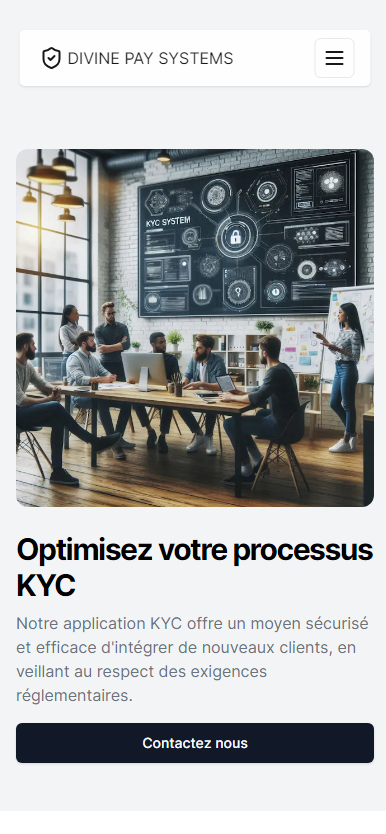 DIVINE PAY SYSTEMS
KYC SYSTEM
Optimisez votre processus
KYC
Notre application KYC offre un moyen sécurisé
et efficace d'intégrer de nouveaux clients, en
veillant au respect des exigences
réglementaires.
Contactez nous